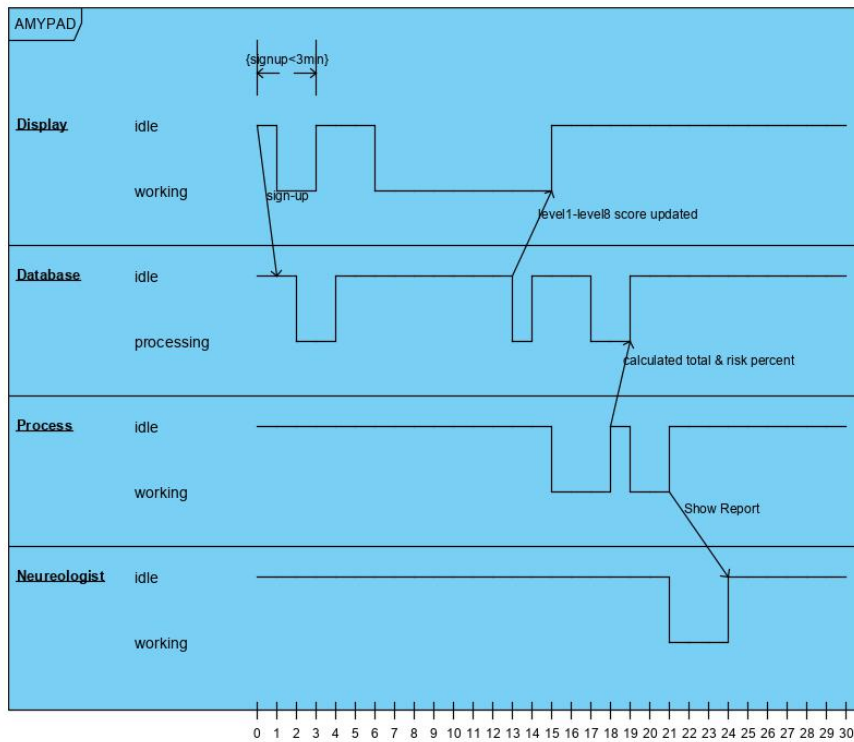 AMYPAD
{signup<3min}
Display
idle
working
sign-up
level1-level8 score updated
Database
idle
processing
calculated total & risk percent
Process
idle
working
Show Report
Neureologist
idle
working
0 1 2 3 4 5 6 7 8 9 10 11 12 13 14 15 16 17 18 19 20 21 22 23 24 25 26 27 28 29 30